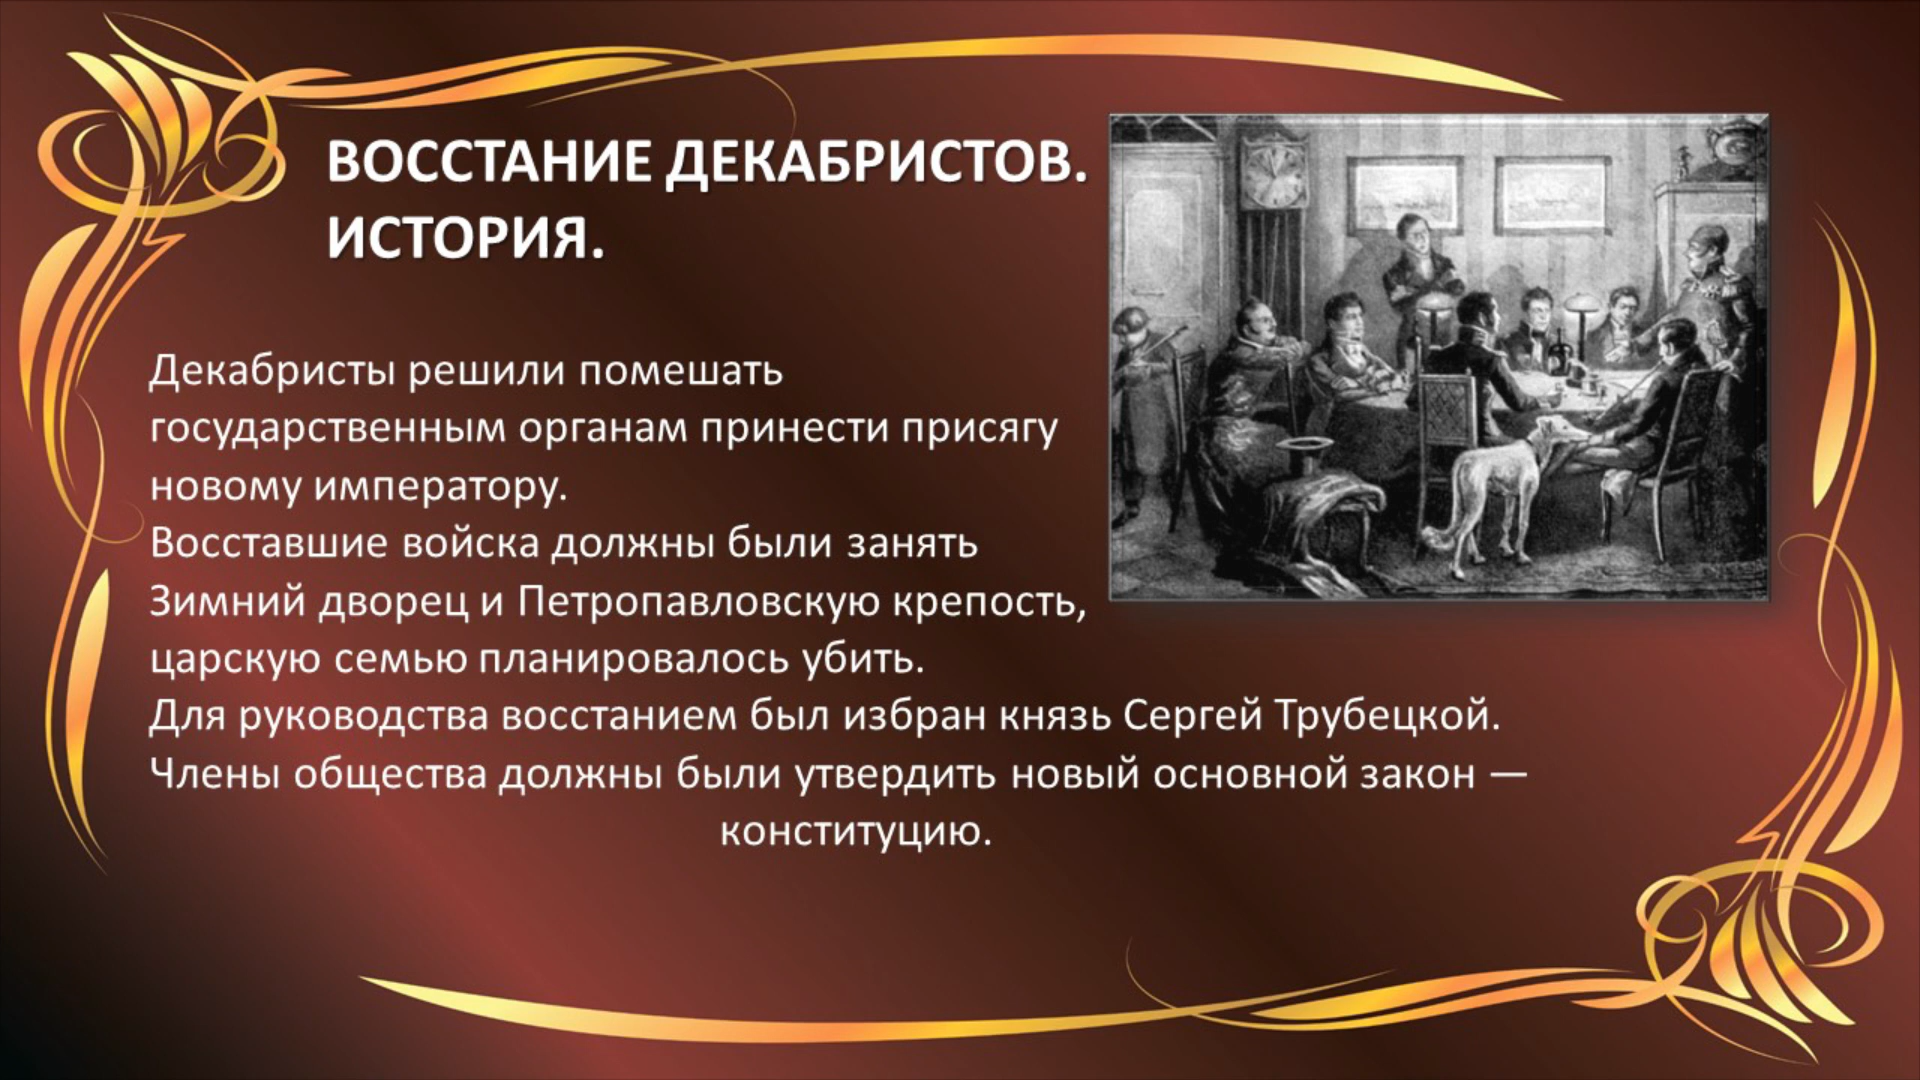 ВОССТАНИЕ ДЕКАБРИСТОВ.
ИСТОРИЯ.
Декабристы решили помешать
государственным органам принести присягу
новому императору.
Восставшие войска должны были занять
Зимний дворец и Петропавловскую крепость,
царскую семью планировалось убить.
Для руководства восстанием был избран князь Сергей Трубецкой.
Члены общества должны были утвердить новый основной закон —
конституцию.